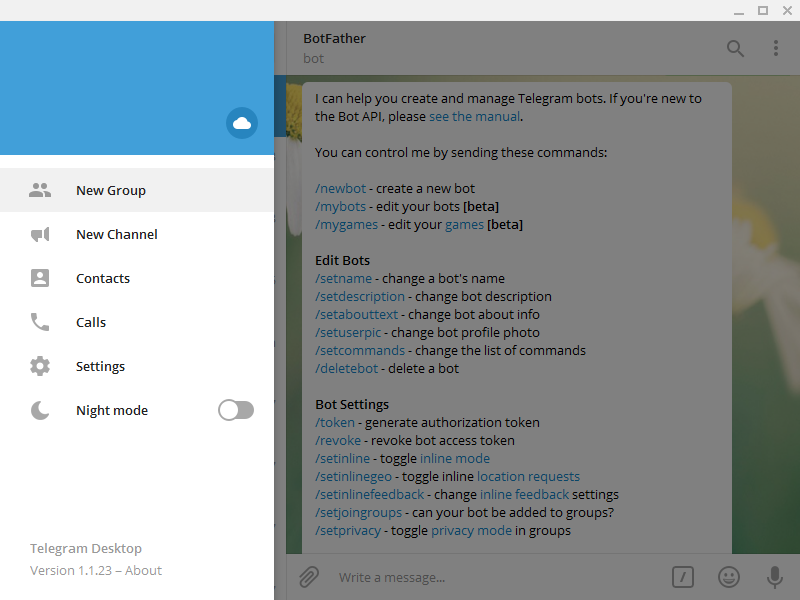 New Group
New Channel
Contacts
Calls
Settings
Night mode
Telegram Desktop
Version 1.1.23 – About
BotFather
bot
I can help you create and manage Telegram bots. If you're new to
the Bot API, please see the manual.
You can control me by sending these commands:
/newbot - create a new bot
/mybots - edit your bots [beta]
/mygames - edit your games [beta]
Edit Bots
/setname - change a bot's name
/setdescription - change bot description
/setabouttext - change bot about info
/setuserpic - change bot profile photo
/setcommands - change the list of commands
/deletebot - delete a bot
Bot Settings
/token - generate authorization token
/revoke - revoke bot access token
/setinline - toggle inline mode
/setinlinegeo - toggle inline location requests
/setinlinefeedback - change inline feedback settings
/setjoingroups - can your bot be added to groups?
/setprivacy - toggle privacy mode in groups
Write a message...